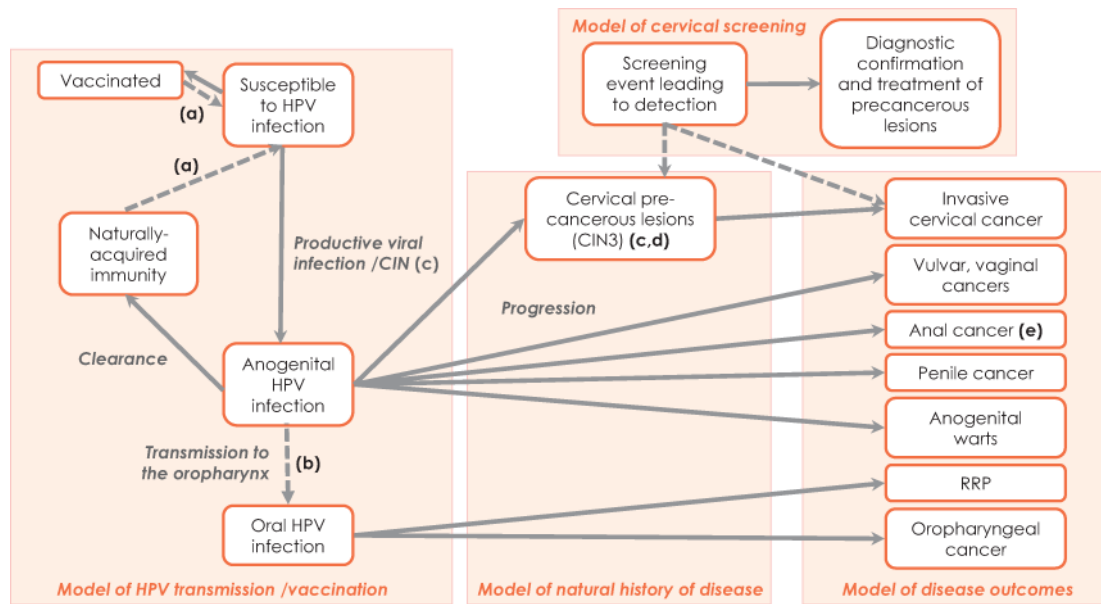 Model of cervical screening
Screening
event leading
to detection
Diagnostic
confirmation
and treatment of
precancerous
lesions
Vaccinated
(a)
Susceptible
to HPV
infection
(a)
Naturally-
acquired
immunity
Productive viral
infection /CIN (c)
Clearance
Anogenital
HPV
infection
Transmission to
the oropharynx
(b)
Oral HPV
infection
Model of HPV transmission /vaccination
Cervical pre-
cancerous lesions
(CIN3) (c,d)
Progression
Model of natural history of disease
Invasive
cervical cancer
Vulvar, vaginal
cancers
Anal cancer (e)
Penile cancer
Anogenital
warts
RRP
Oropharyngeal
cancer
Model of disease outcomes